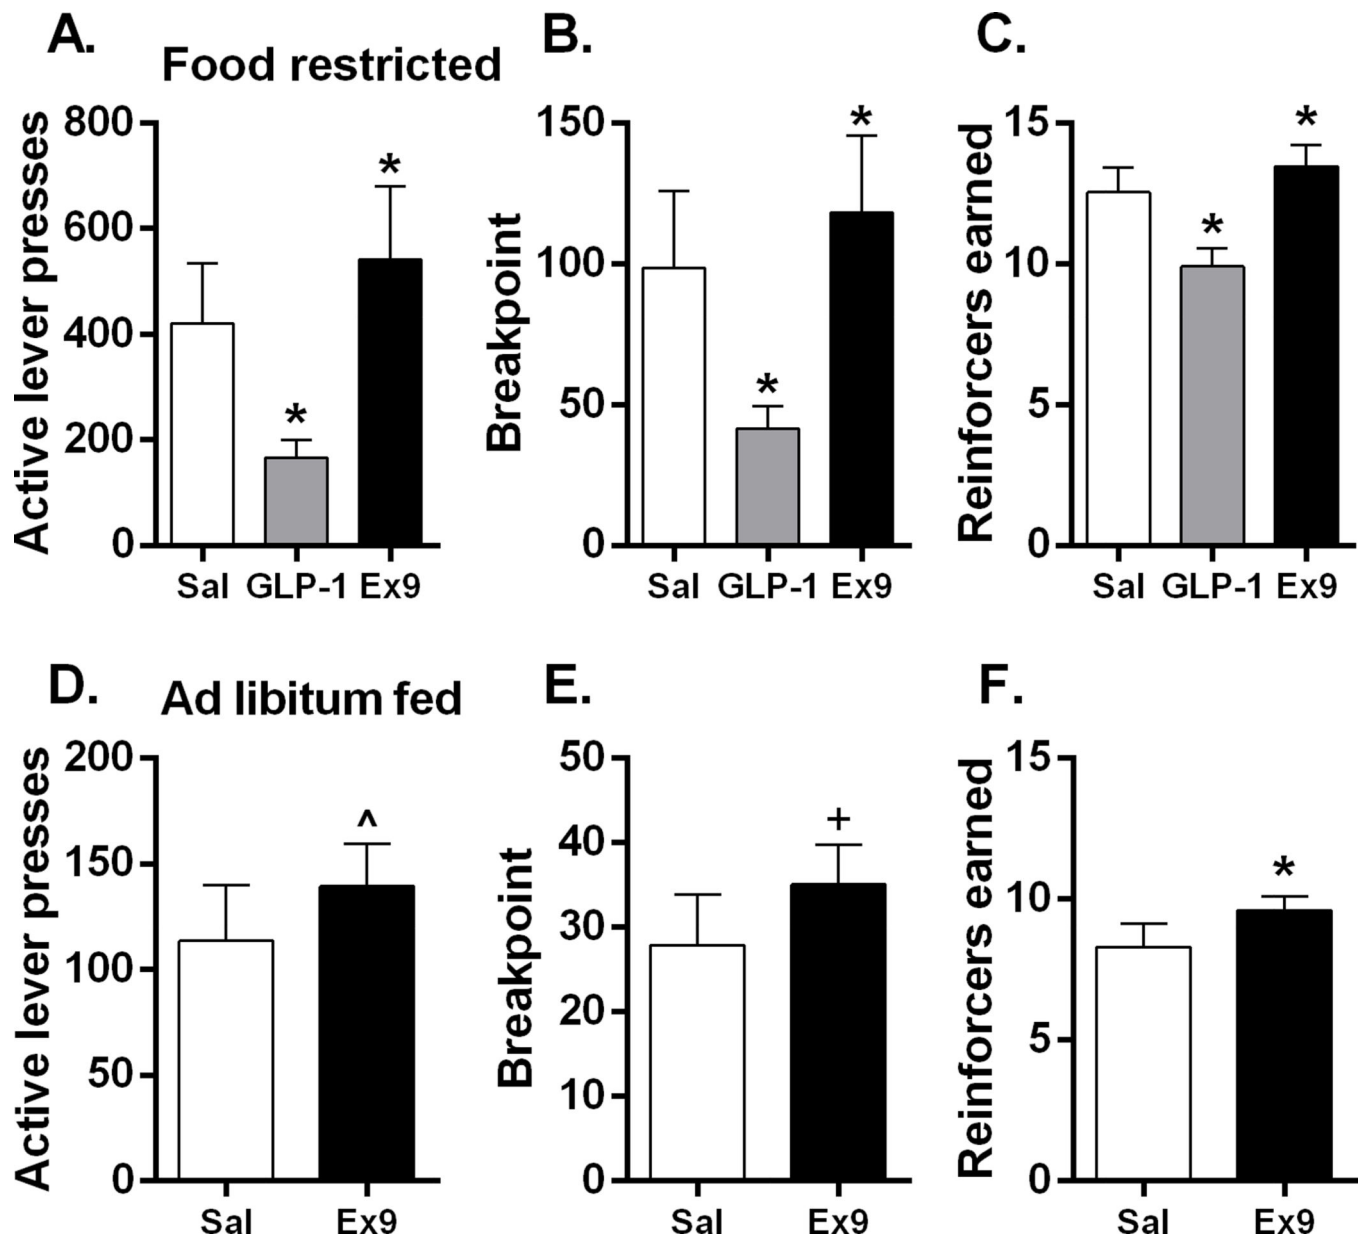 A.
Food restricted
Active lever presses
800
600
400
200
0
*
*
Sal GLP-1 Ex9
B.
Breakpoint
150
100
50
0
*
*
Sal GLP-1 Ex9
C.
Reinforcers earned
15
10
5
0
*
*
Sal GLP-1 Ex9
D.
Ad libitum fed
Active lever presses
200
150
100
50
0
^
Sal Ex9
E.
Breakpoint
50
40
30
20
10
0
+
Sal Ex9
F.
Reinforcers earned
15
10
5
0
*
Sal Ex9